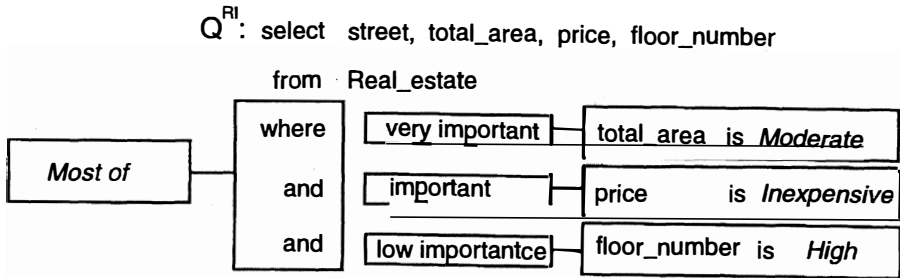 Q^RI: select street, total_area, price, floor_number
from Real_estate
where very important total_area is Moderate
Most of
and important price is Inexpensive
and low importantce floor_number is High